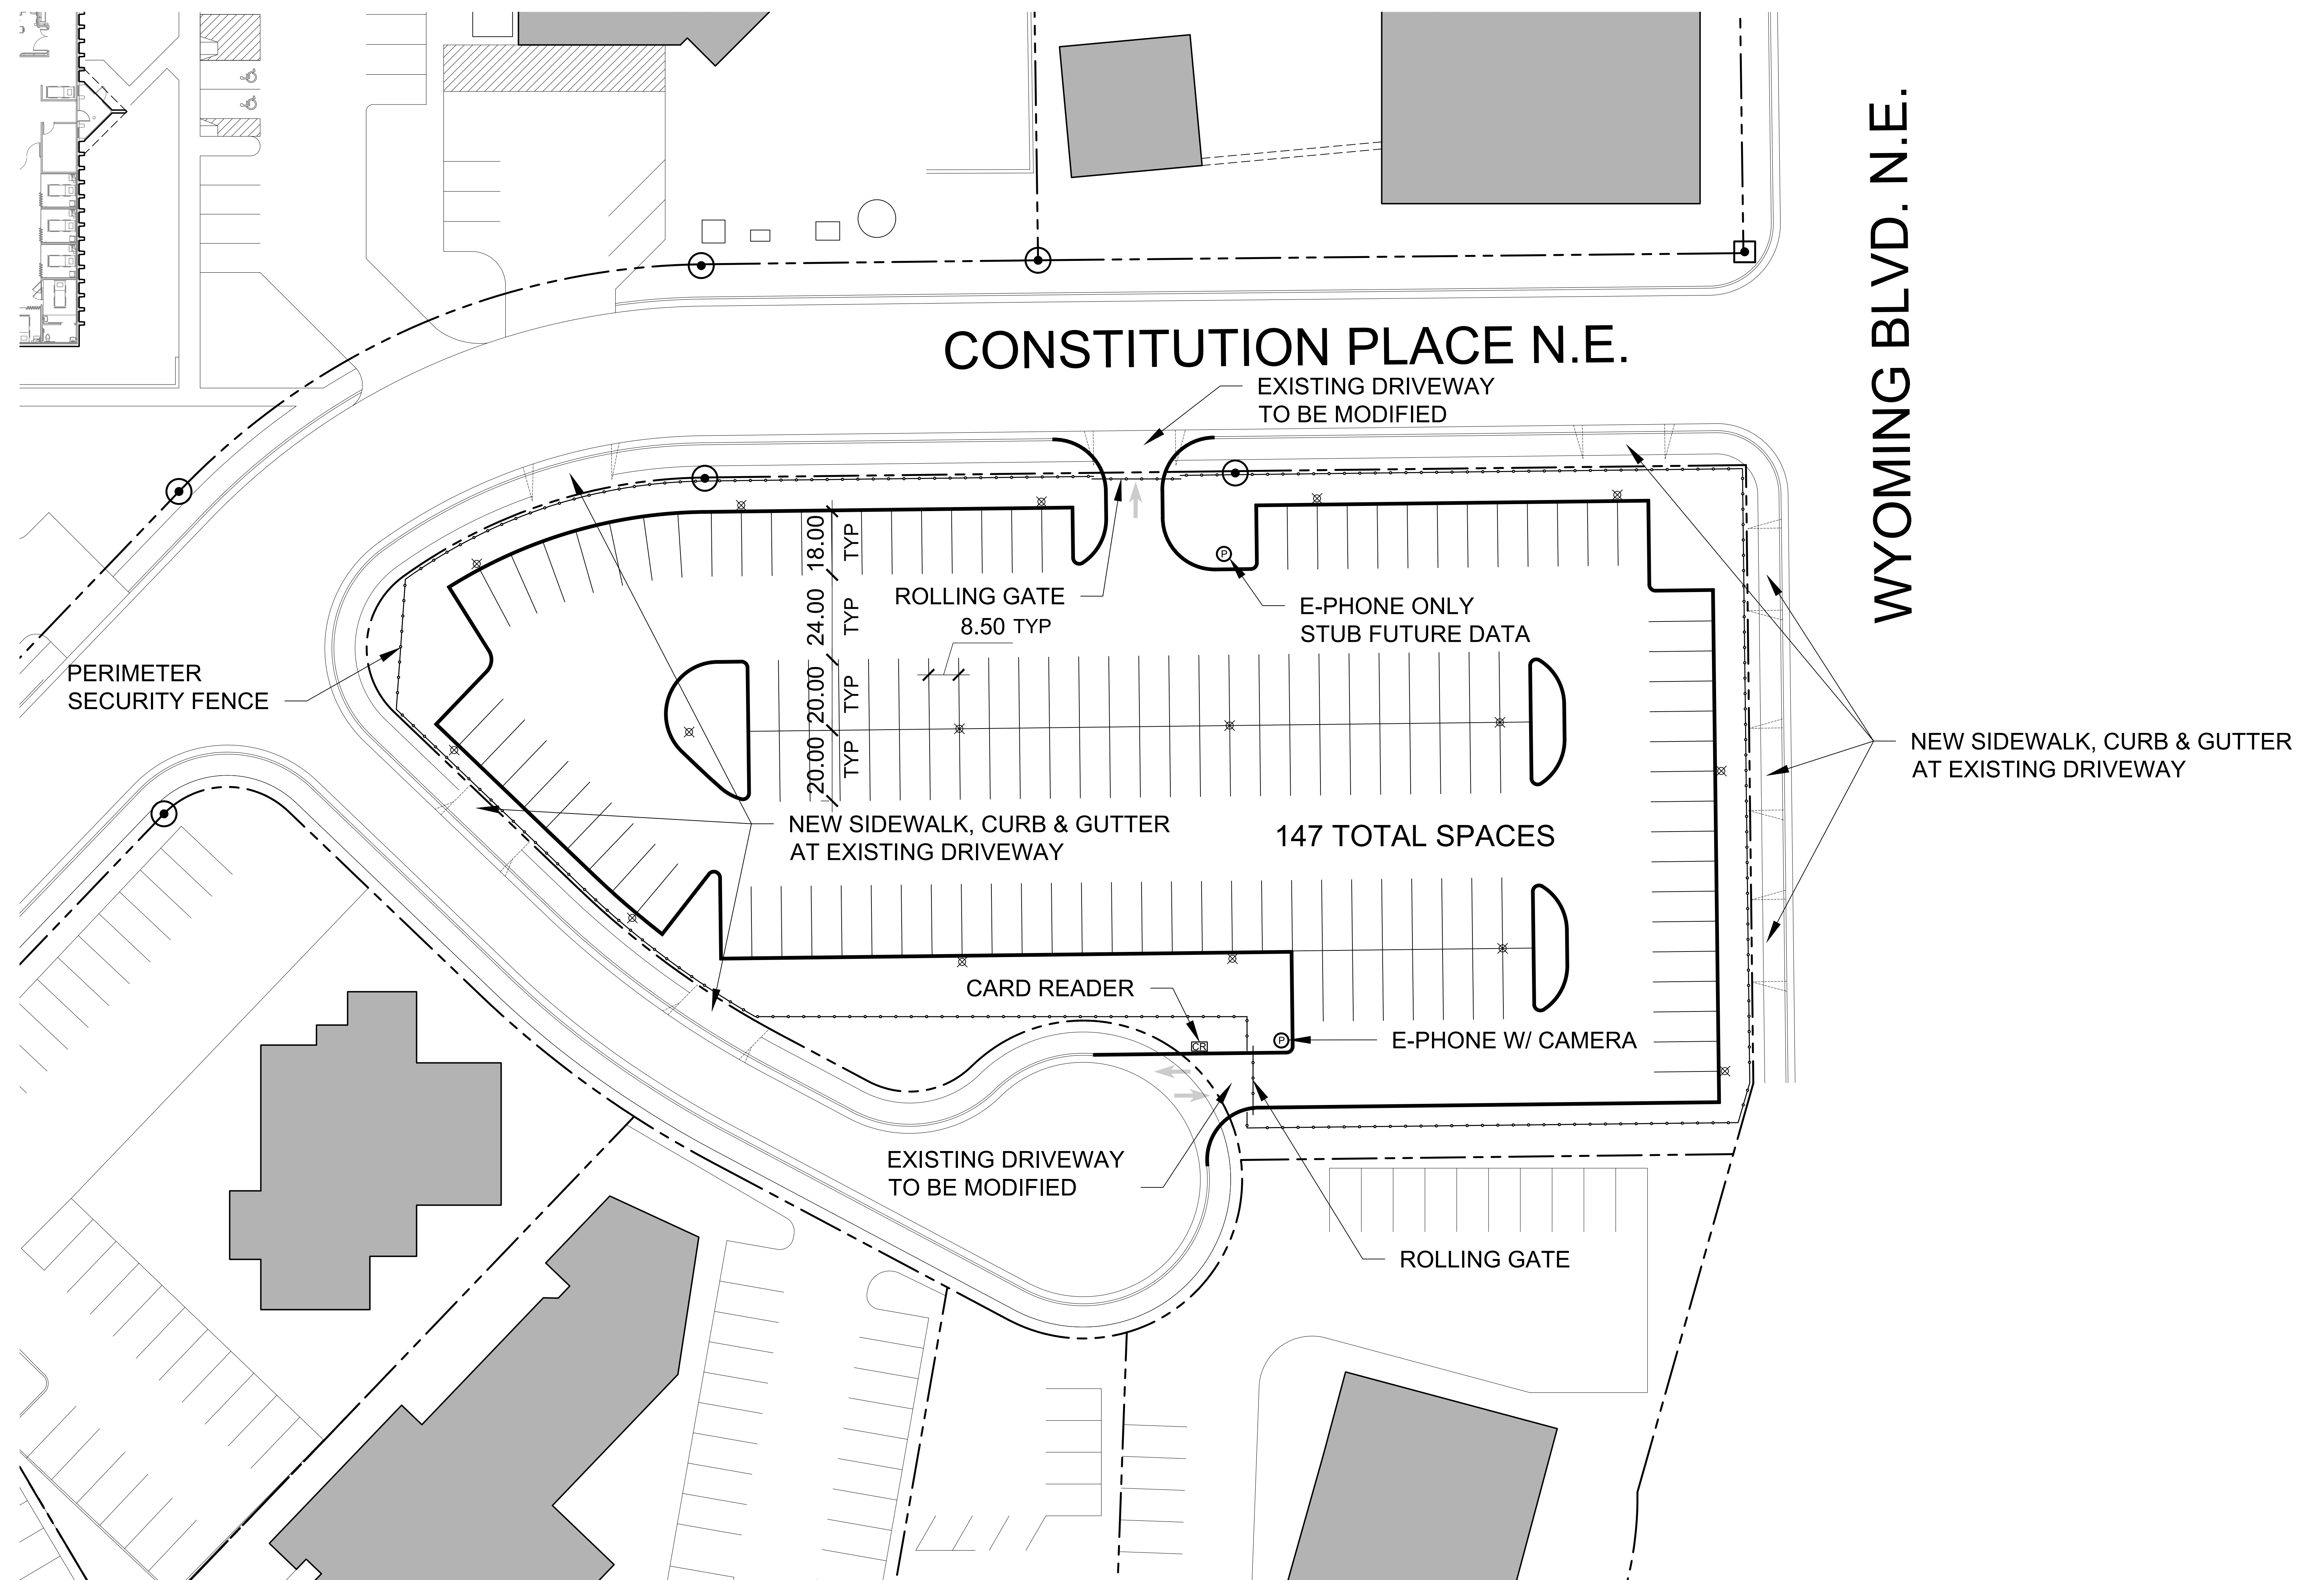 WYOMING BLVD. N.E.
CONSTITUTION PLACE N.E.
EXISTING DRIVEWAY
TO BE MODIFIED
18.00
TYP
24.00
TYP
20.00
TYP
20.00
TYP
ROLLING GATE
8.50 TYP
P
E-PHONE ONLY
STUB FUTURE DATA
PERIMETER
SECURITY FENCE
NEW SIDEWALK, CURB & GUTTER
AT EXISTING DRIVEWAY
NEW SIDEWALK, CURB & GUTTER
AT EXISTING DRIVEWAY
147 TOTAL SPACES
CARD READER
CR
P
E-PHONE W/ CAMERA
EXISTING DRIVEWAY
TO BE MODIFIED
ROLLING GATE